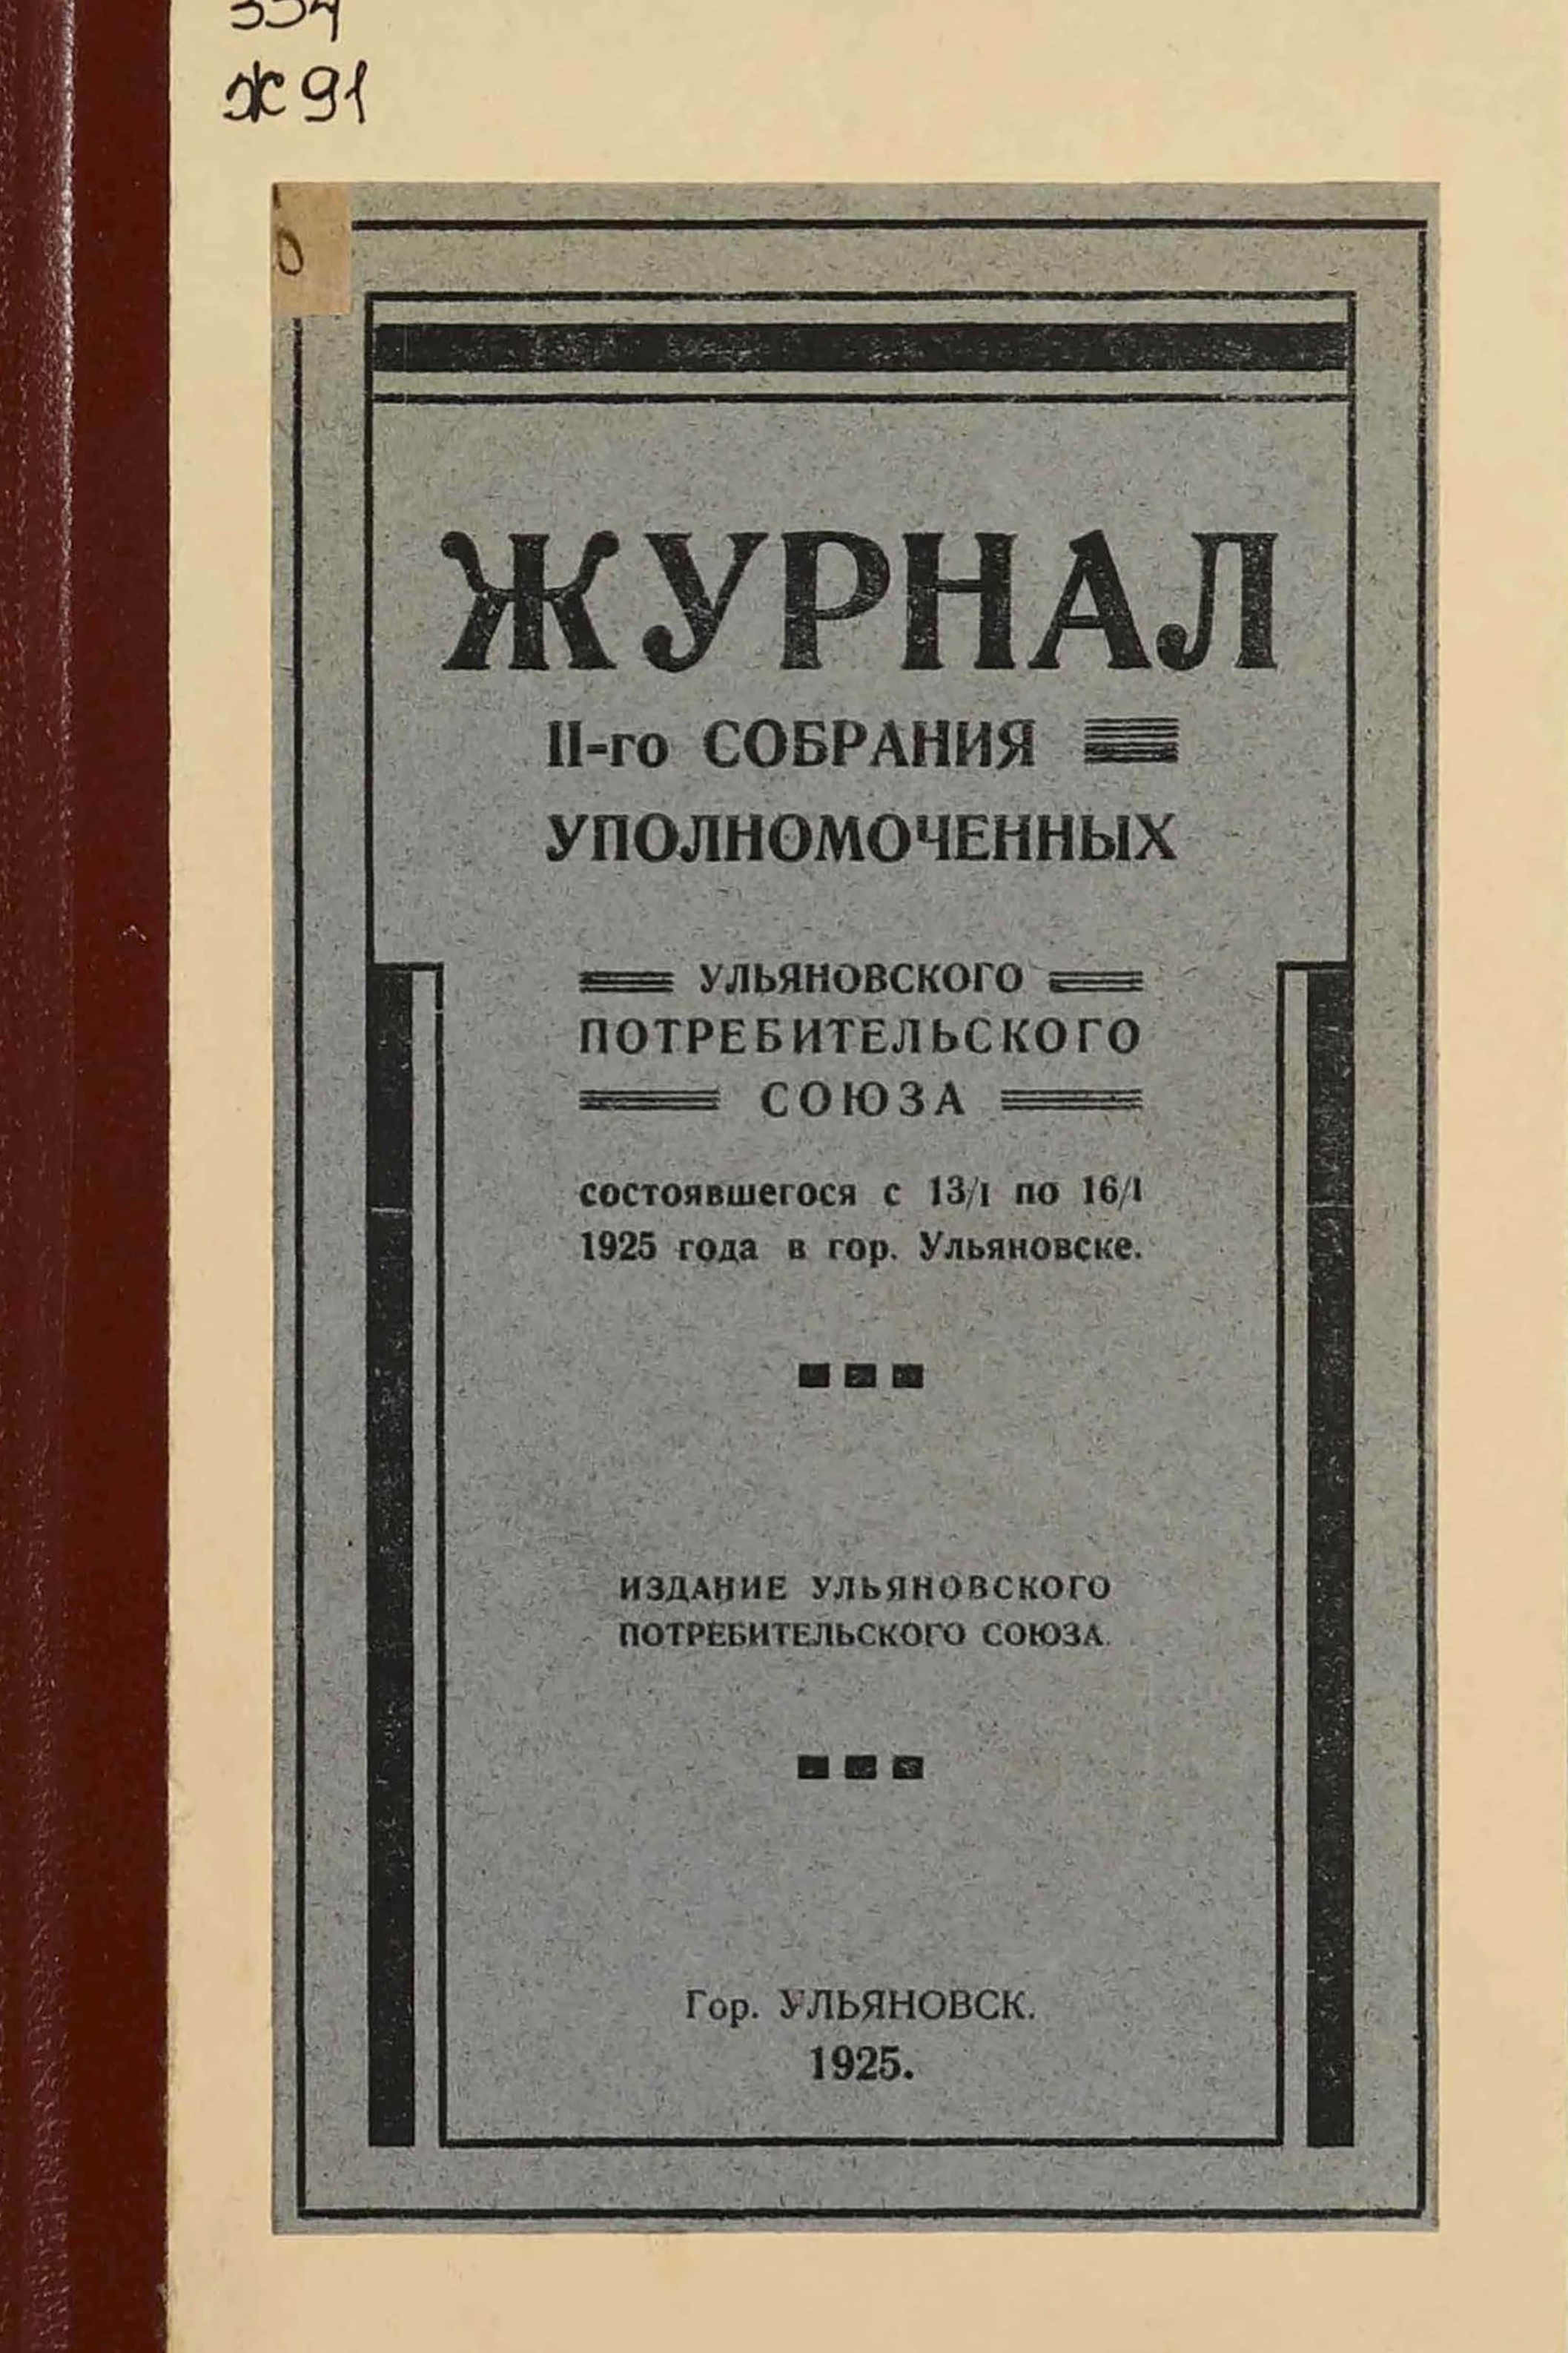 334
Ж 91
ЖУРНАЛ
II-го СОБРАНИЯ
УПОЛНОМОЧЕННЫХ
УЛЬЯНОВСКОГО
ПОТРЕБИТЕЛЬСКОГО
СОЮЗА
состоявшегося с 13/I по 16/I
1925 года в гор. Ульяновске.
ИЗДАНИЕ УЛЬЯНОВСКОГО
ПОТРЕБИТЕЛЬСКОГО СОЮЗА.
Гор. УЛЬЯНОВСК.
1925.